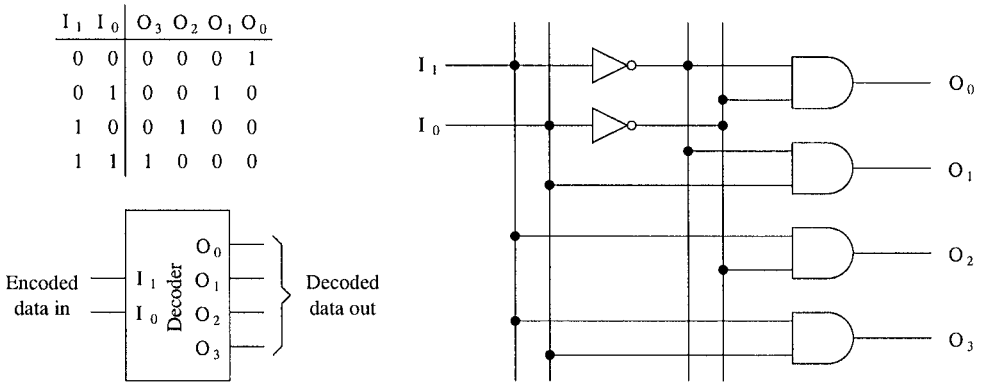 I₁ I₀ O₃ O₂ O₁ O₀
0 0 0 0 0 1
0 1 0 0 1 0
1 0 0 1 0 0
1 1 1 0 0 0
Encoded
data in
I₁
I₀
Decoder
O₀
O₁
O₂
O₃
Decoded
data out
I₁
I₀
O₀
O₁
O₂
O₃